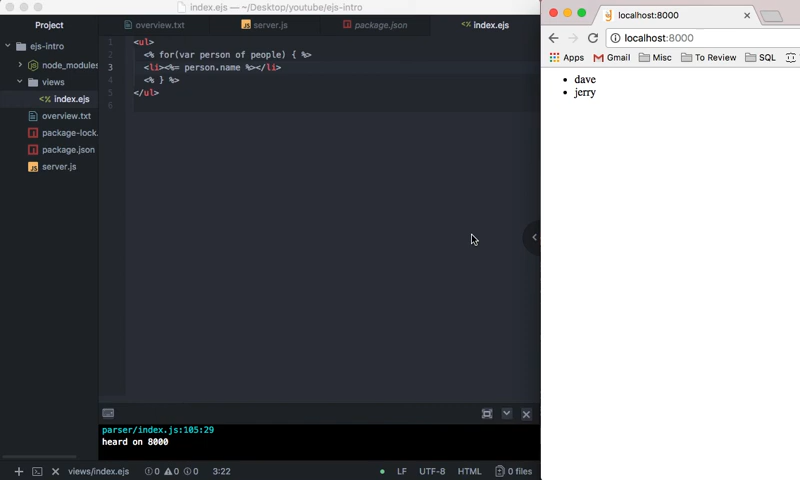 index.ejs — ~/Desktop/youtube/ejs-intro
Project
overview.txt
server.js
package.json
index.ejs
ejs-intro
node_modules
views
index.ejs
overview.txt
package-lock.
package.json
server.js
1 <ul>
2 <% for(var person of people) { %>
3 <li><%= person.name %></li>
4 <% } %>
5 </ul>
6
parser/index.js:105:29
heard on 8000
views/index.ejs 0 0 0 3:22 LF UTF-8 HTML 0 files
localhost:8000
localhost:8000
Apps Gmail Misc To Review SQL
• dave
• jerry